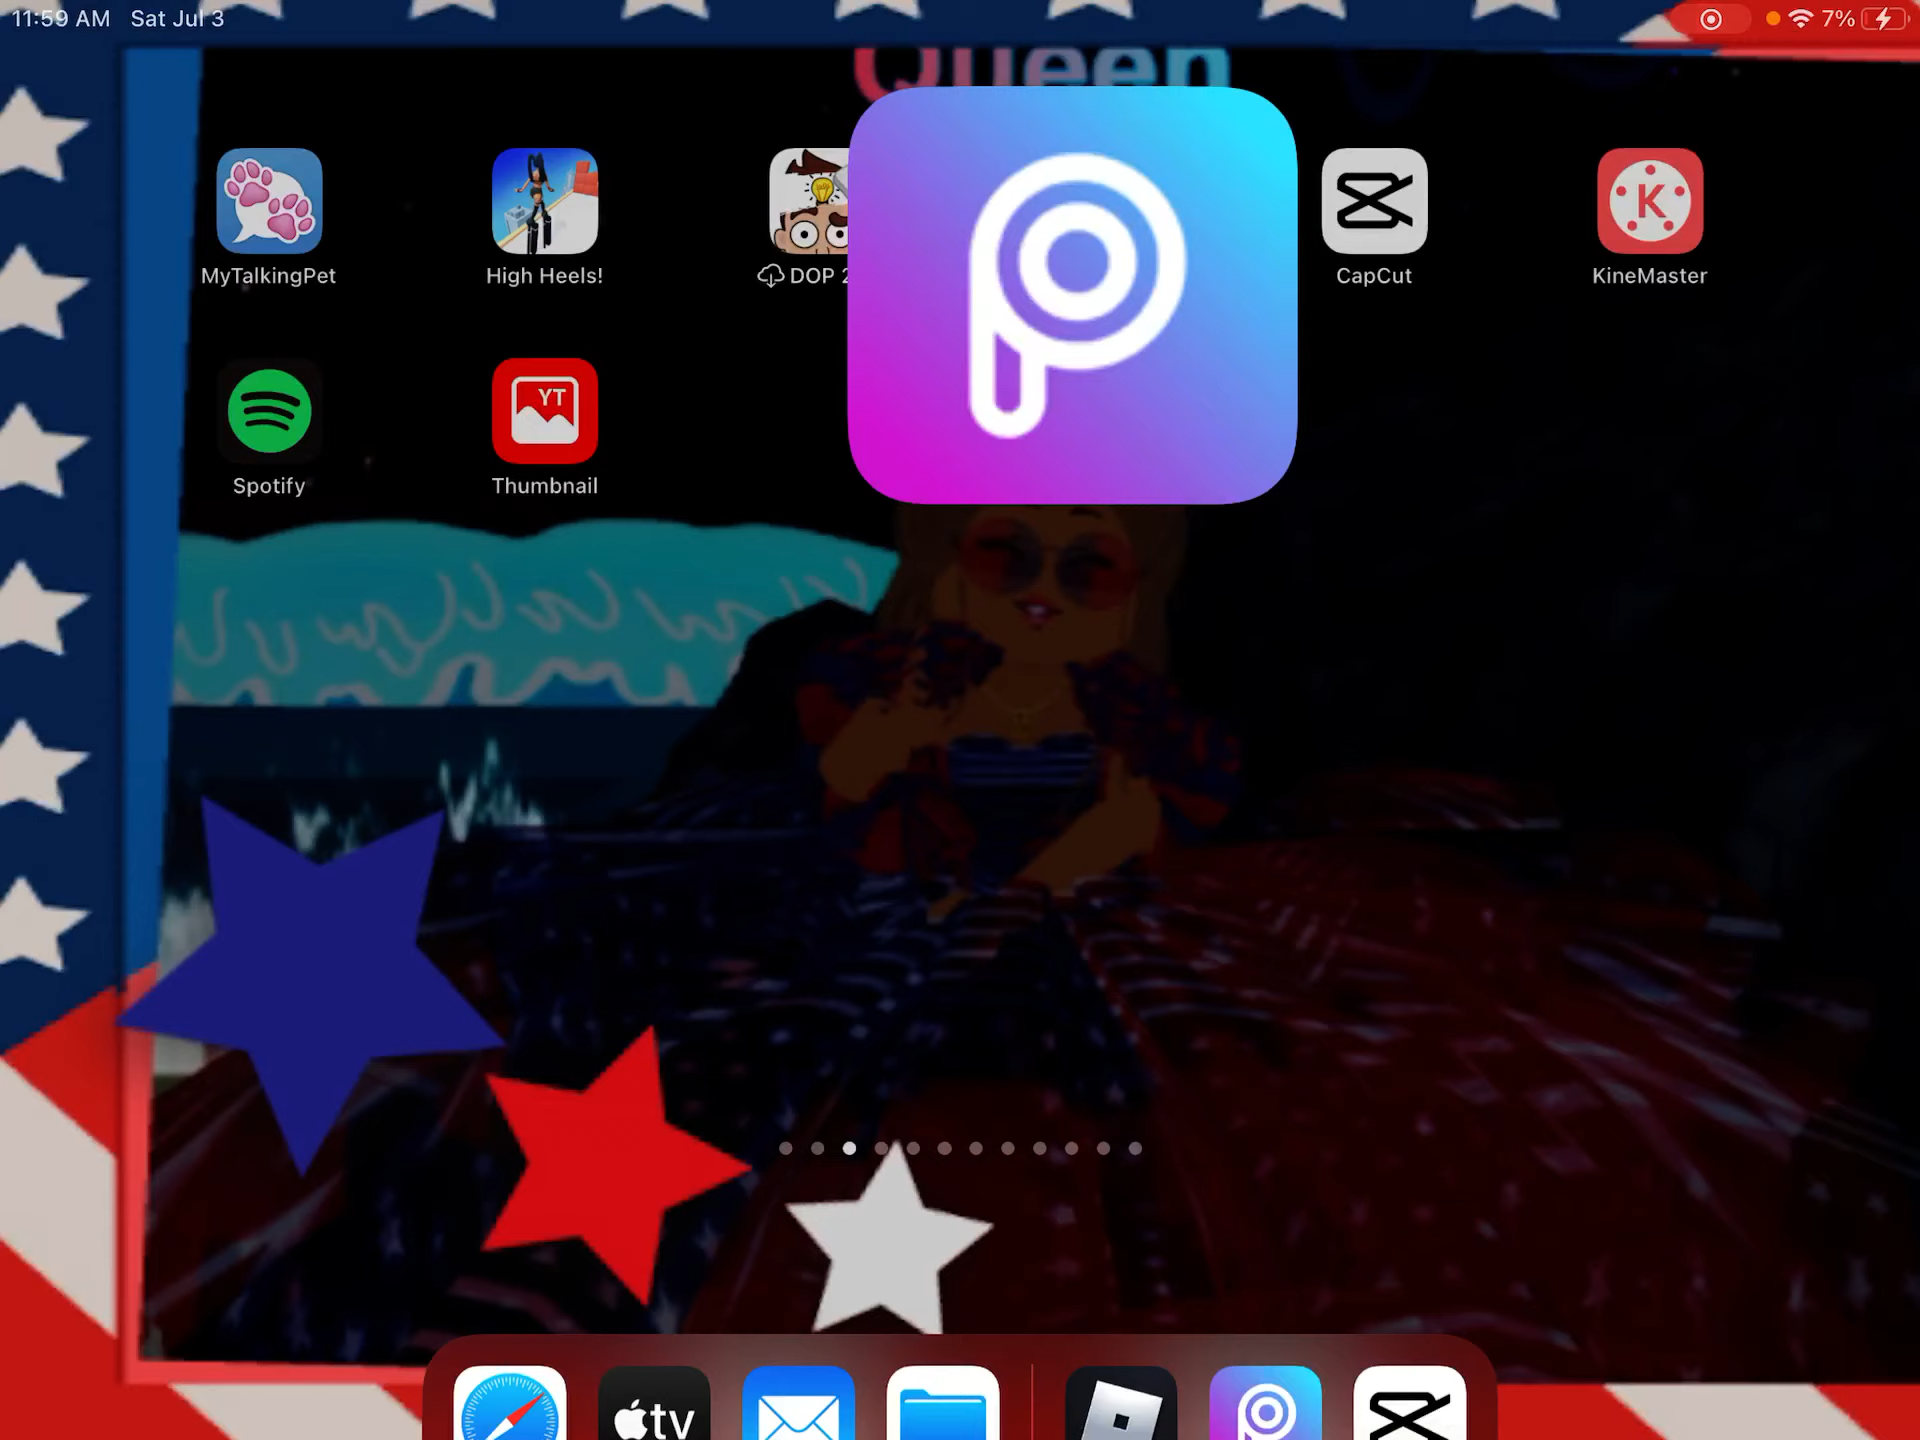 11:59 AM Sat Jul 3
7%
Queen
MyTalkingPet
High Heels!
DOP 2
CapCut
K
KineMaster
YT
Spotify
Thumbnail
tv